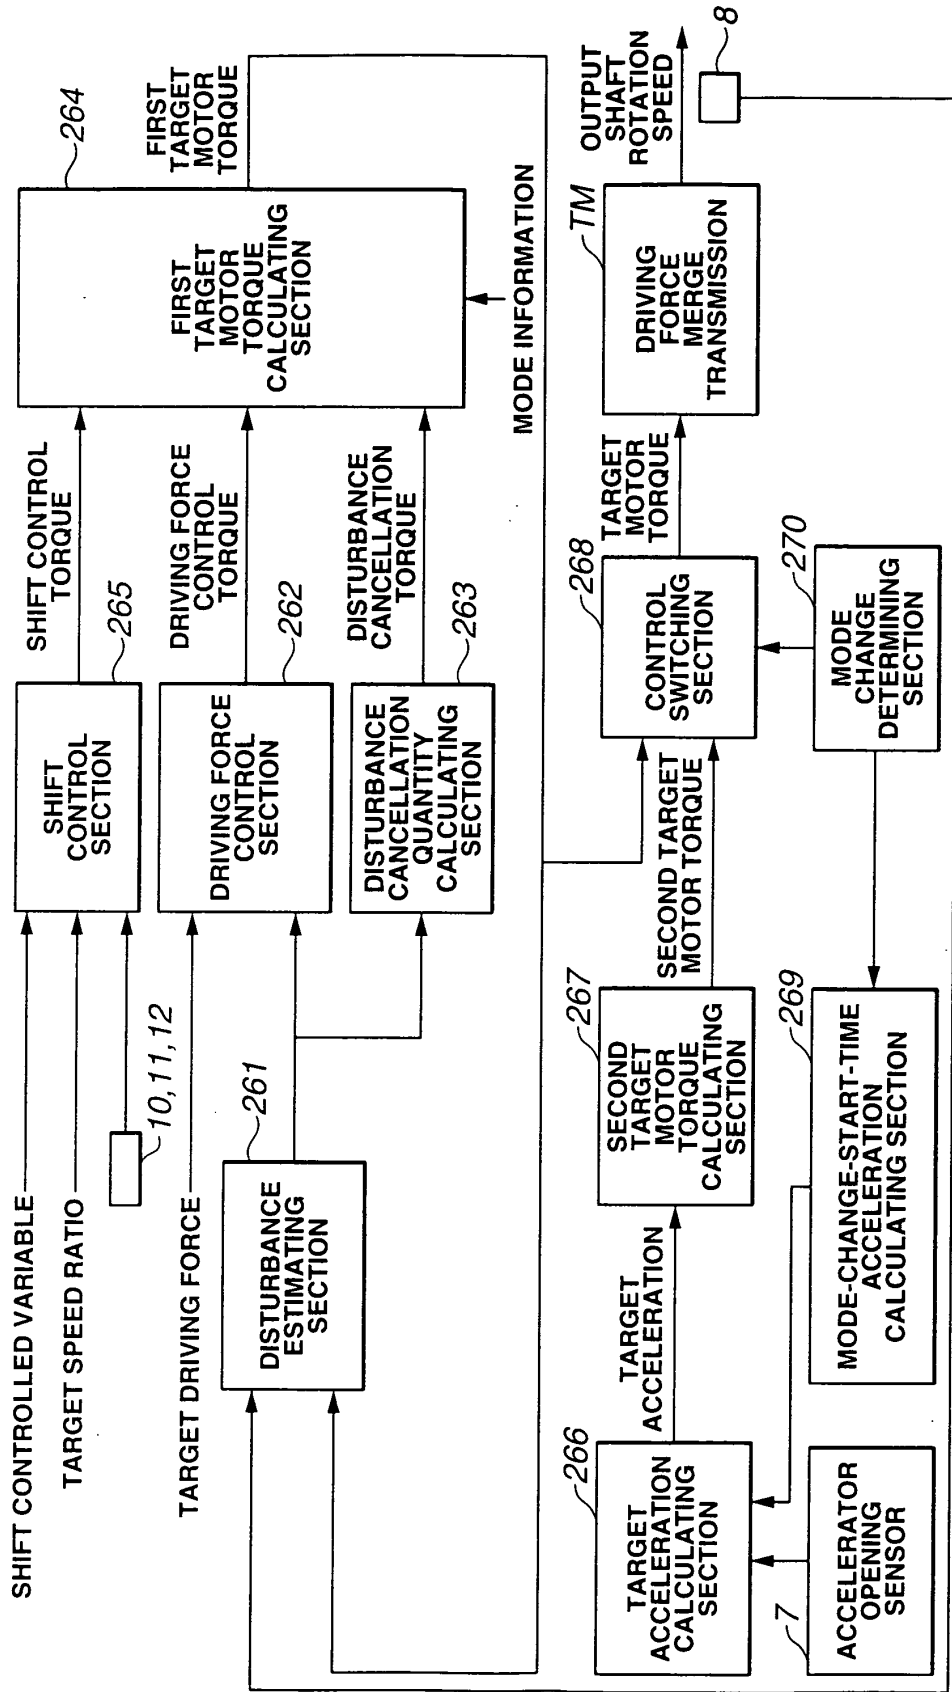 SHIFT CONTROLLED VARIABLE
TARGET SPEED RATIO
10, 11, 12
TARGET DRIVING FORCE
SHIFT
CONTROL
SECTION
265
SHIFT CONTROL
TORQUE
DRIVING FORCE
CONTROL
SECTION
262
DRIVING FORCE
CONTROL
TORQUE
DISTURBANCE
ESTIMATING
SECTION
261
DISTURBANCE
CANCELLATION
QUANTITY
CALCULATING
SECTION
263
DISTURBANCE
CANCELLATION
TORQUE
FIRST
TARGET
MOTOR
TORQUE
CALCULATING
SECTION
264
FIRST
TARGET
MOTOR
TORQUE
MODE INFORMATION
TARGET
ACCELERATION
CALCULATING
SECTION
266
TARGET
ACCELERATION
SECOND
TARGET
MOTOR
TORQUE
CALCULATING
SECTION
267
SECOND TARGET
MOTOR TORQUE
CONTROL
SWITCHING
SECTION
268
TARGET
MOTOR
TORQUE
DRIVING
FORCE
MERGE
TRANSMISSION
TM
OUTPUT
SHAFT
ROTATION
SPEED
8
7
ACCELERATOR
OPENING
SENSOR
MODE-CHANGE-START-TIME
ACCELERATION
CALCULATING SECTION
269
MODE
CHANGE
DETERMINING
SECTION
270